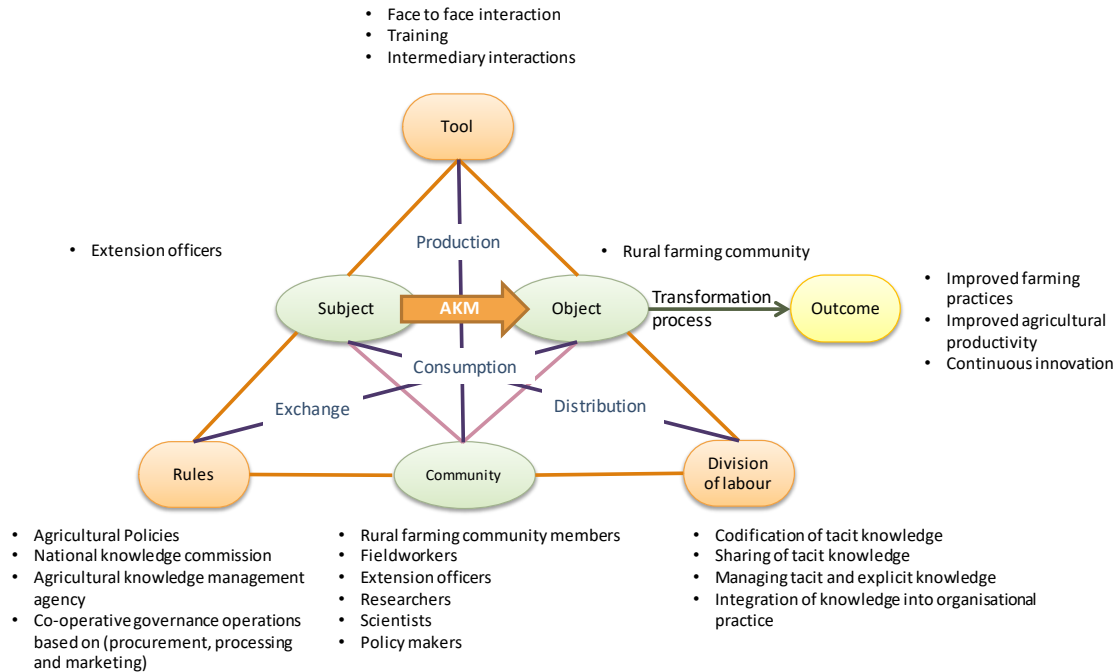 • Face to face interaction
• Training
• Intermediary interactions
Tool
• Extension officers
Production
• Rural farming community
Subject
AKM
Object
Transformation
process
Outcome
• Improved farming
practices
• Improved agricultural
productivity
• Continuous innovation
Consumption
Exchange
Distribution
Rules
Community
Division
of labour
• Agricultural Policies
• National knowledge commission
• Agricultural knowledge management
agency
• Co-operative governance operations
based on (procurement, processing
and marketing)
• Rural farming community members
• Fieldworkers
• Extension officers
• Researchers
• Scientists
• Policy makers
• Codification of tacit knowledge
• Sharing of tacit knowledge
• Managing tacit and explicit knowledge
• Integration of knowledge into organisational
practice